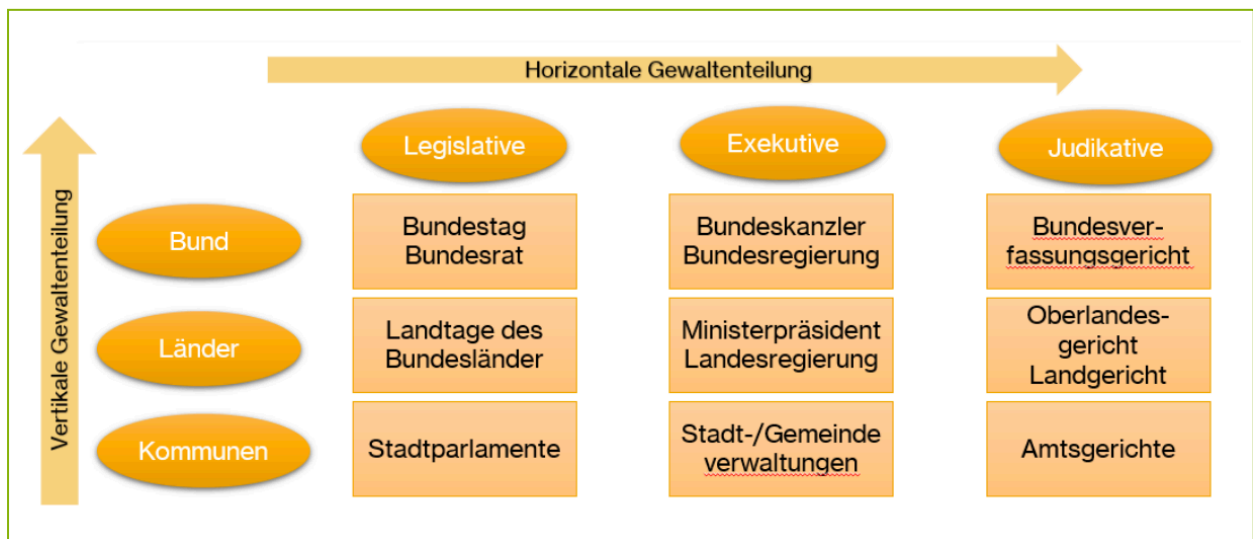 Horizontale Gewaltenteilung
Vertikale Gewaltenteilung
Legislative
Exekutive
Judikative
Bund
Bundestag
Bundesrat
Bundeskanzler
Bundesregierung
Bundesver-
fassungsgericht
Länder
Landtage des
Bundesländer
Ministerpräsident
Landesregierung
Oberlandes-
gericht
Landgericht
Kommunen
Stadtparlamente
Stadt-/Gemeinde
verwaltungen
Amtsgerichte